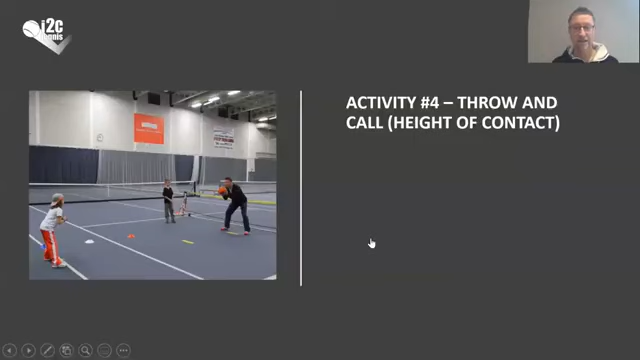 i2c
tennis
ACTIVITY #4 – THROW AND
CALL (HEIGHT OF CONTACT)